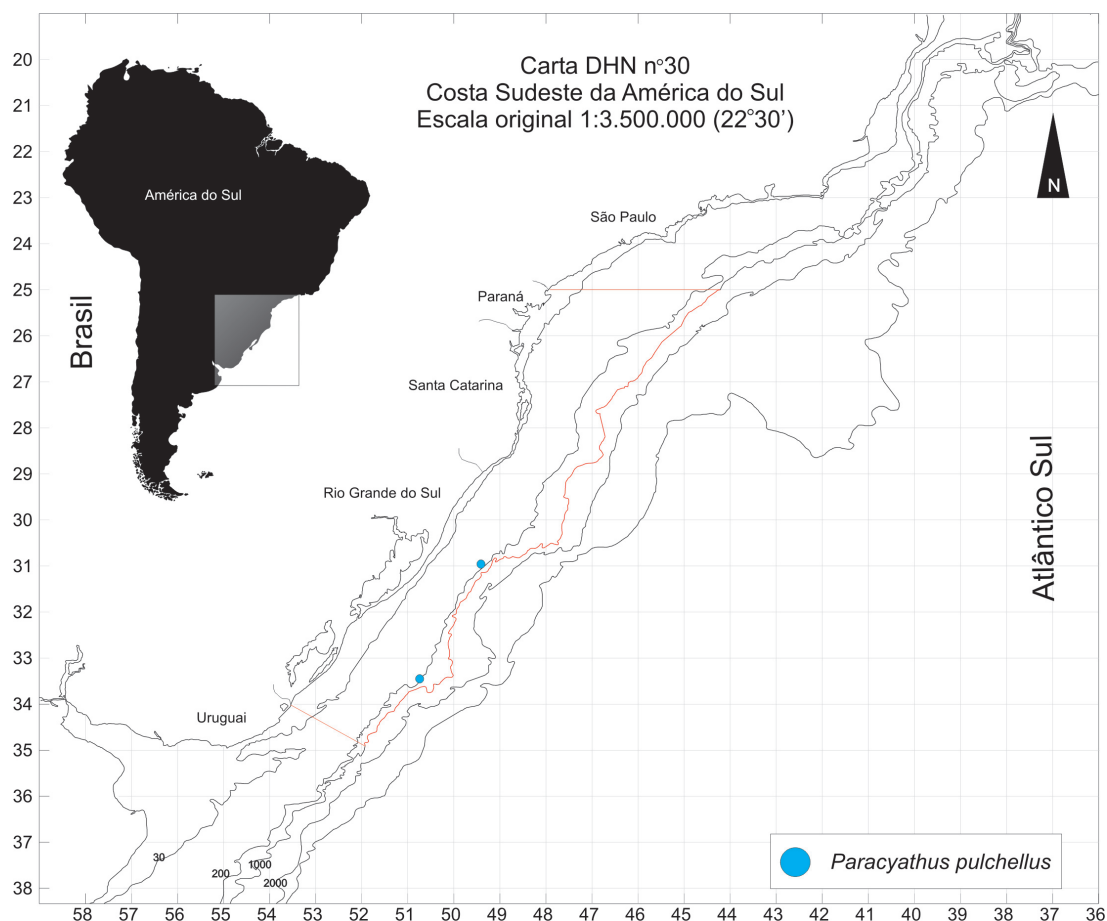 Carta DHN nº30
Costa Sudeste da América do Sul
Escala original 1:3.500.000 (22°30')
N
América do Sul
Brasil
São Paulo
Paraná
Santa Catarina
Rio Grande do Sul
Uruguai
Atlântico Sul
30
200
1000
2000
Paracyathus pulchellus
20
21
22
23
24
25
26
27
28
29
30
31
32
33
34
35
36
37
38
58 57 56 55 54 53 52 51 50 49 48 47 46 45 44 43 42 41 40 39 38 37 36